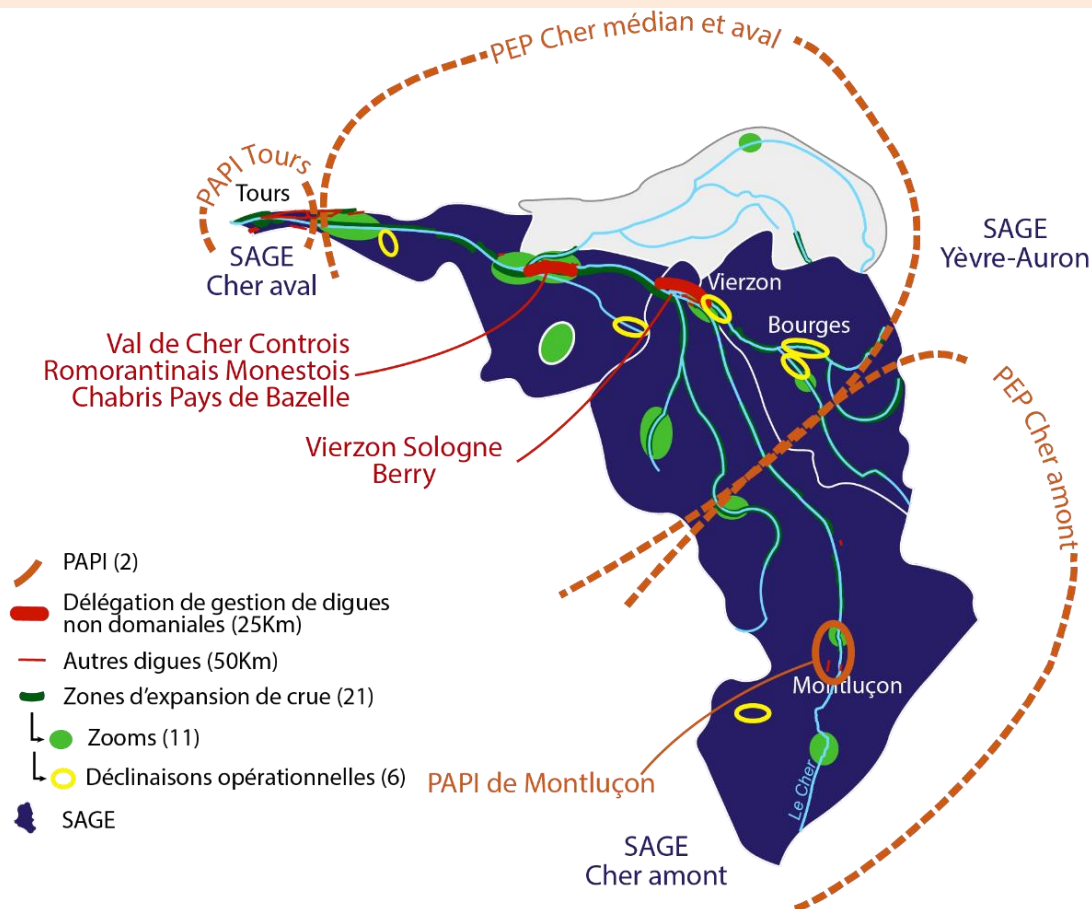 PEP Cher médian et aval
PAPI Tours
Tours
SAGE
Cher aval
SAGE
Yèvre-Auron
Vierzon
Bourges
Val de Cher Controis
Romorantinais Monestois
Chabris Pays de Bazelle
Vierzon Sologne
Berry
PEP Cher amont
PAPI (2)
Délégation de gestion de digues
non domaniales (25Km)
Autres digues (50Km)
Zones d'expansion de crue (21)
Zooms (11)
Déclinaisons opérationnelles (6)
SAGE
Montluçon
PAPI de Montluçon
Le Cher
SAGE
Cher amont